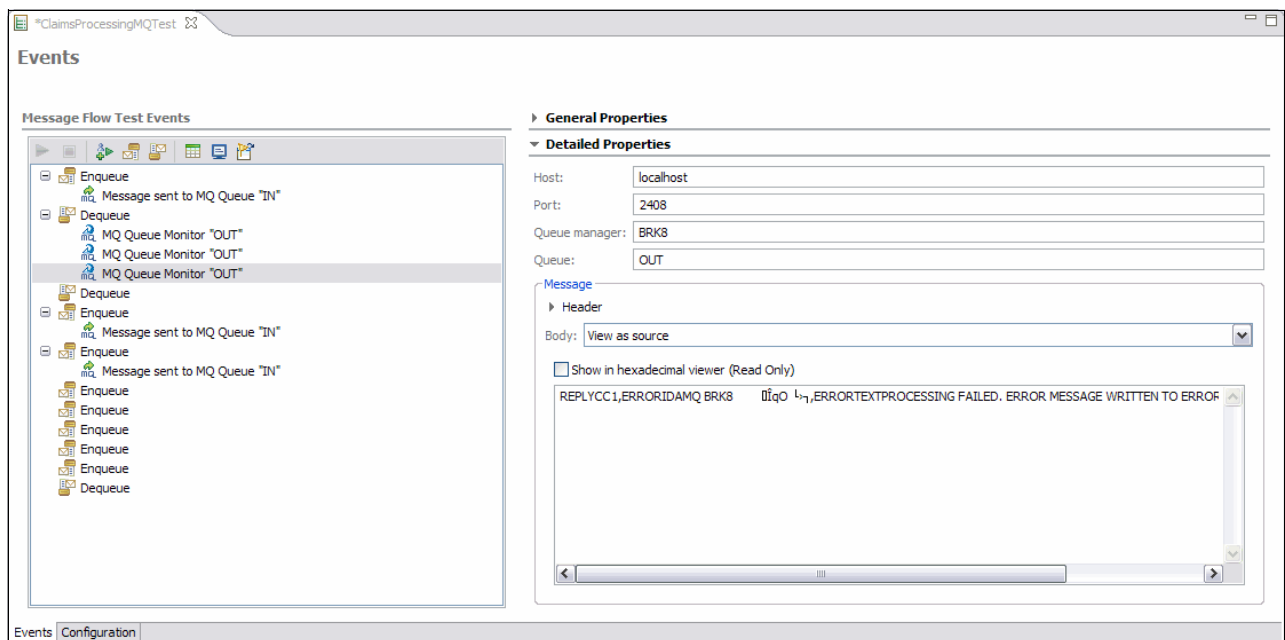 *ClaimsProcessingMQTest
Events
Message Flow Test Events
Enqueue
Message sent to MQ Queue "IN"
Dequeue
MQ Queue Monitor "OUT"
MQ Queue Monitor "OUT"
MQ Queue Monitor "OUT"
Dequeue
Enqueue
Message sent to MQ Queue "IN"
Enqueue
Message sent to MQ Queue "IN"
Enqueue
Enqueue
Enqueue
Enqueue
Enqueue
Dequeue
General Properties
Detailed Properties
Host: localhost
Port: 2408
Queue manager: BRK8
Queue: OUT
Message
Header
Body: View as source
Show in hexadecimal viewer (Read Only)
REPLYCC1,ERRORIDAMQ BRK8 ,ERRORTEXTPROCESSING FAILED. ERROR MESSAGE WRITTEN TO ERROR
Events Configuration